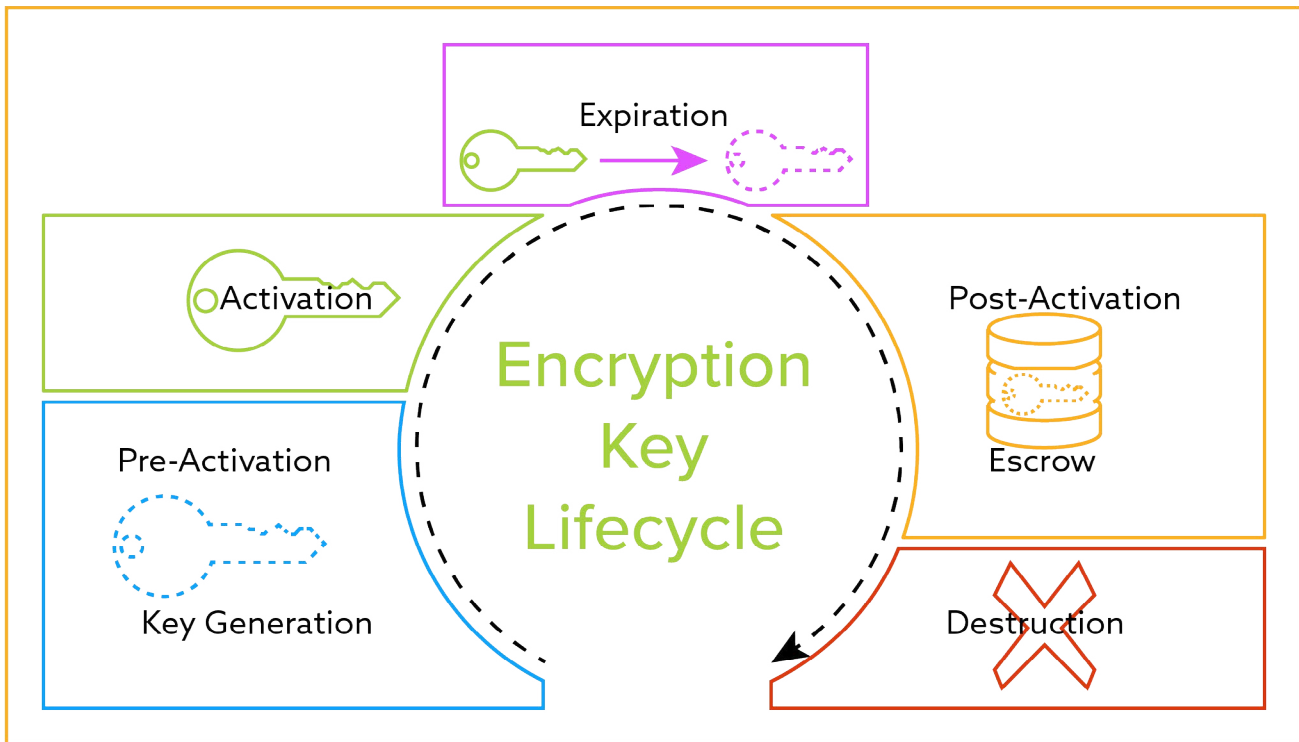 Expiration
Activation
Post-Activation
Encryption
Key
Lifecycle
Pre-Activation
Escrow
Key Generation
Destruction